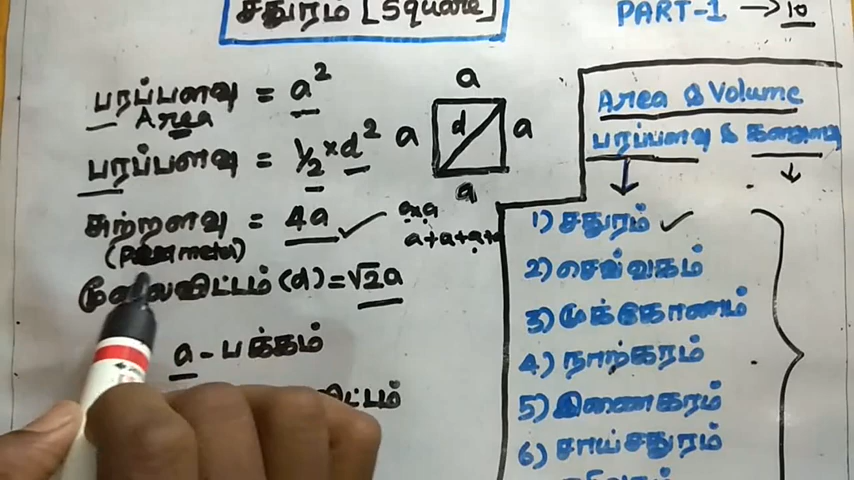 சதுரம் [Square]
PART-1 → 10
பரப்பளவு = a²
Area
பரப்பளவு = 1/2 × d²
சுற்றளவு = 4a ✓
மூலைவிட்டம் (d) = √2a
a - பக்கம்
a
a
d
a
a
a×a
a+a+a+a
Area & Volume
பரப்பளவு &
1) சதுரம் ✓
2) செவ்வகம்
3) முக்கோணம்
4) நாற்கரம்
5) இணைகரம்
6) சாய்சதுரம்